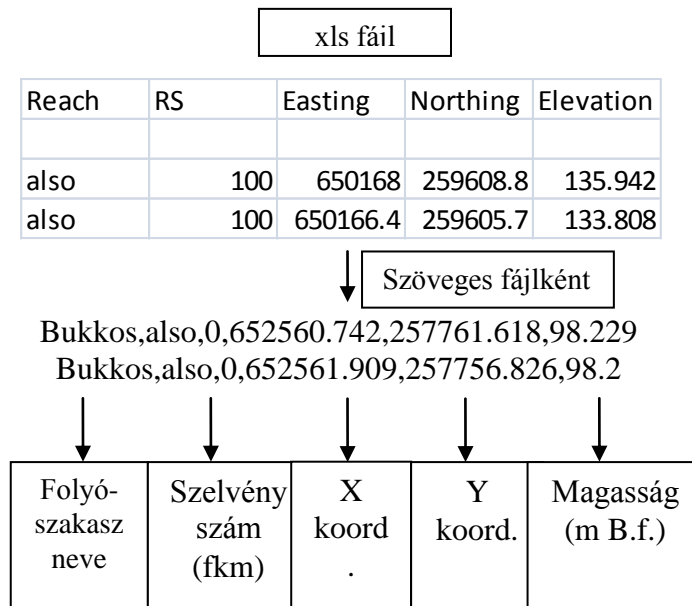 xls fájl
Reach RS Easting Northing Elevation
also 100 650168 259608.8 135.942
also 100 650166.4 259605.7 133.808
Szöveges fájlként
Bukkos,also,0,652560.742,257761.618,98.229
Bukkos,also,0,652561.909,257756.826,98.2
Folyó- Szelvény X Y Magasság
szakasz szám koord koord. (m B.f.)
neve (fkm) .